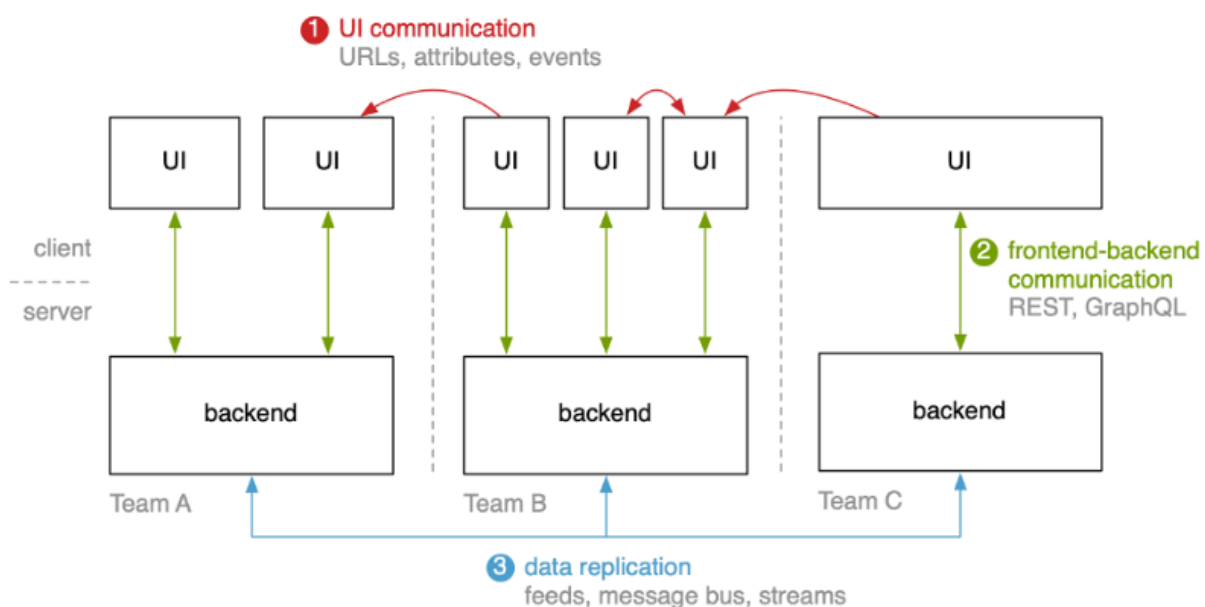 1 UI communication
URLs, attributes, events
UI
UI
UI
UI
UI
UI
client
server
2 frontend-backend
communication
REST, GraphQL
backend
backend
backend
Team A
Team B
Team C
3 data replication
feeds, message bus, streams